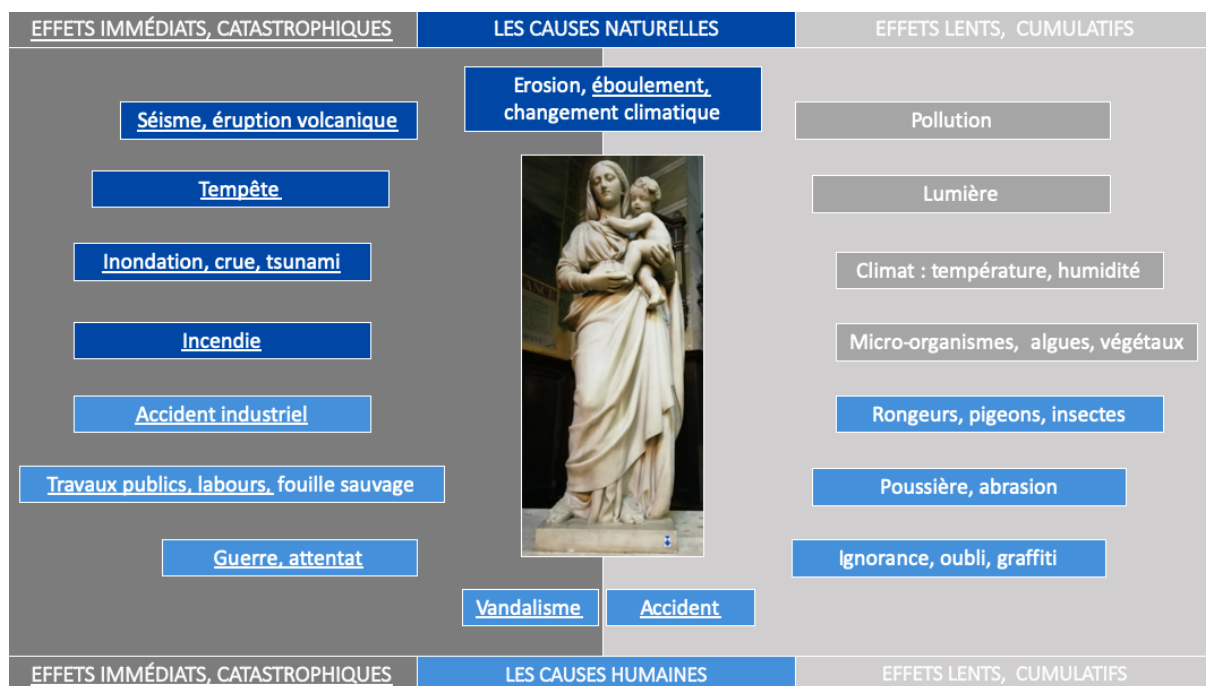 EFFETS IMMÉDIATS, CATASTROPHIQUES
LES CAUSES NATURELLES
EFFETS LENTS, CUMULATIFS
Erosion, éboulement,
changement climatique
Séisme, éruption volcanique
Pollution
Tempête
Lumière
Inondation, crue, tsunami
Climat : température, humidité
Incendie
Micro-organismes, algues, végétaux
Accident industriel
Rongeurs, pigeons, insectes
Travaux publics, labours, fouille sauvage
Poussière, abrasion
Guerre, attentat
Ignorance, oubli, graffiti
Vandalisme
Accident
EFFETS IMMÉDIATS, CATASTROPHIQUES
LES CAUSES HUMAINES
EFFETS LENTS, CUMULATIFS